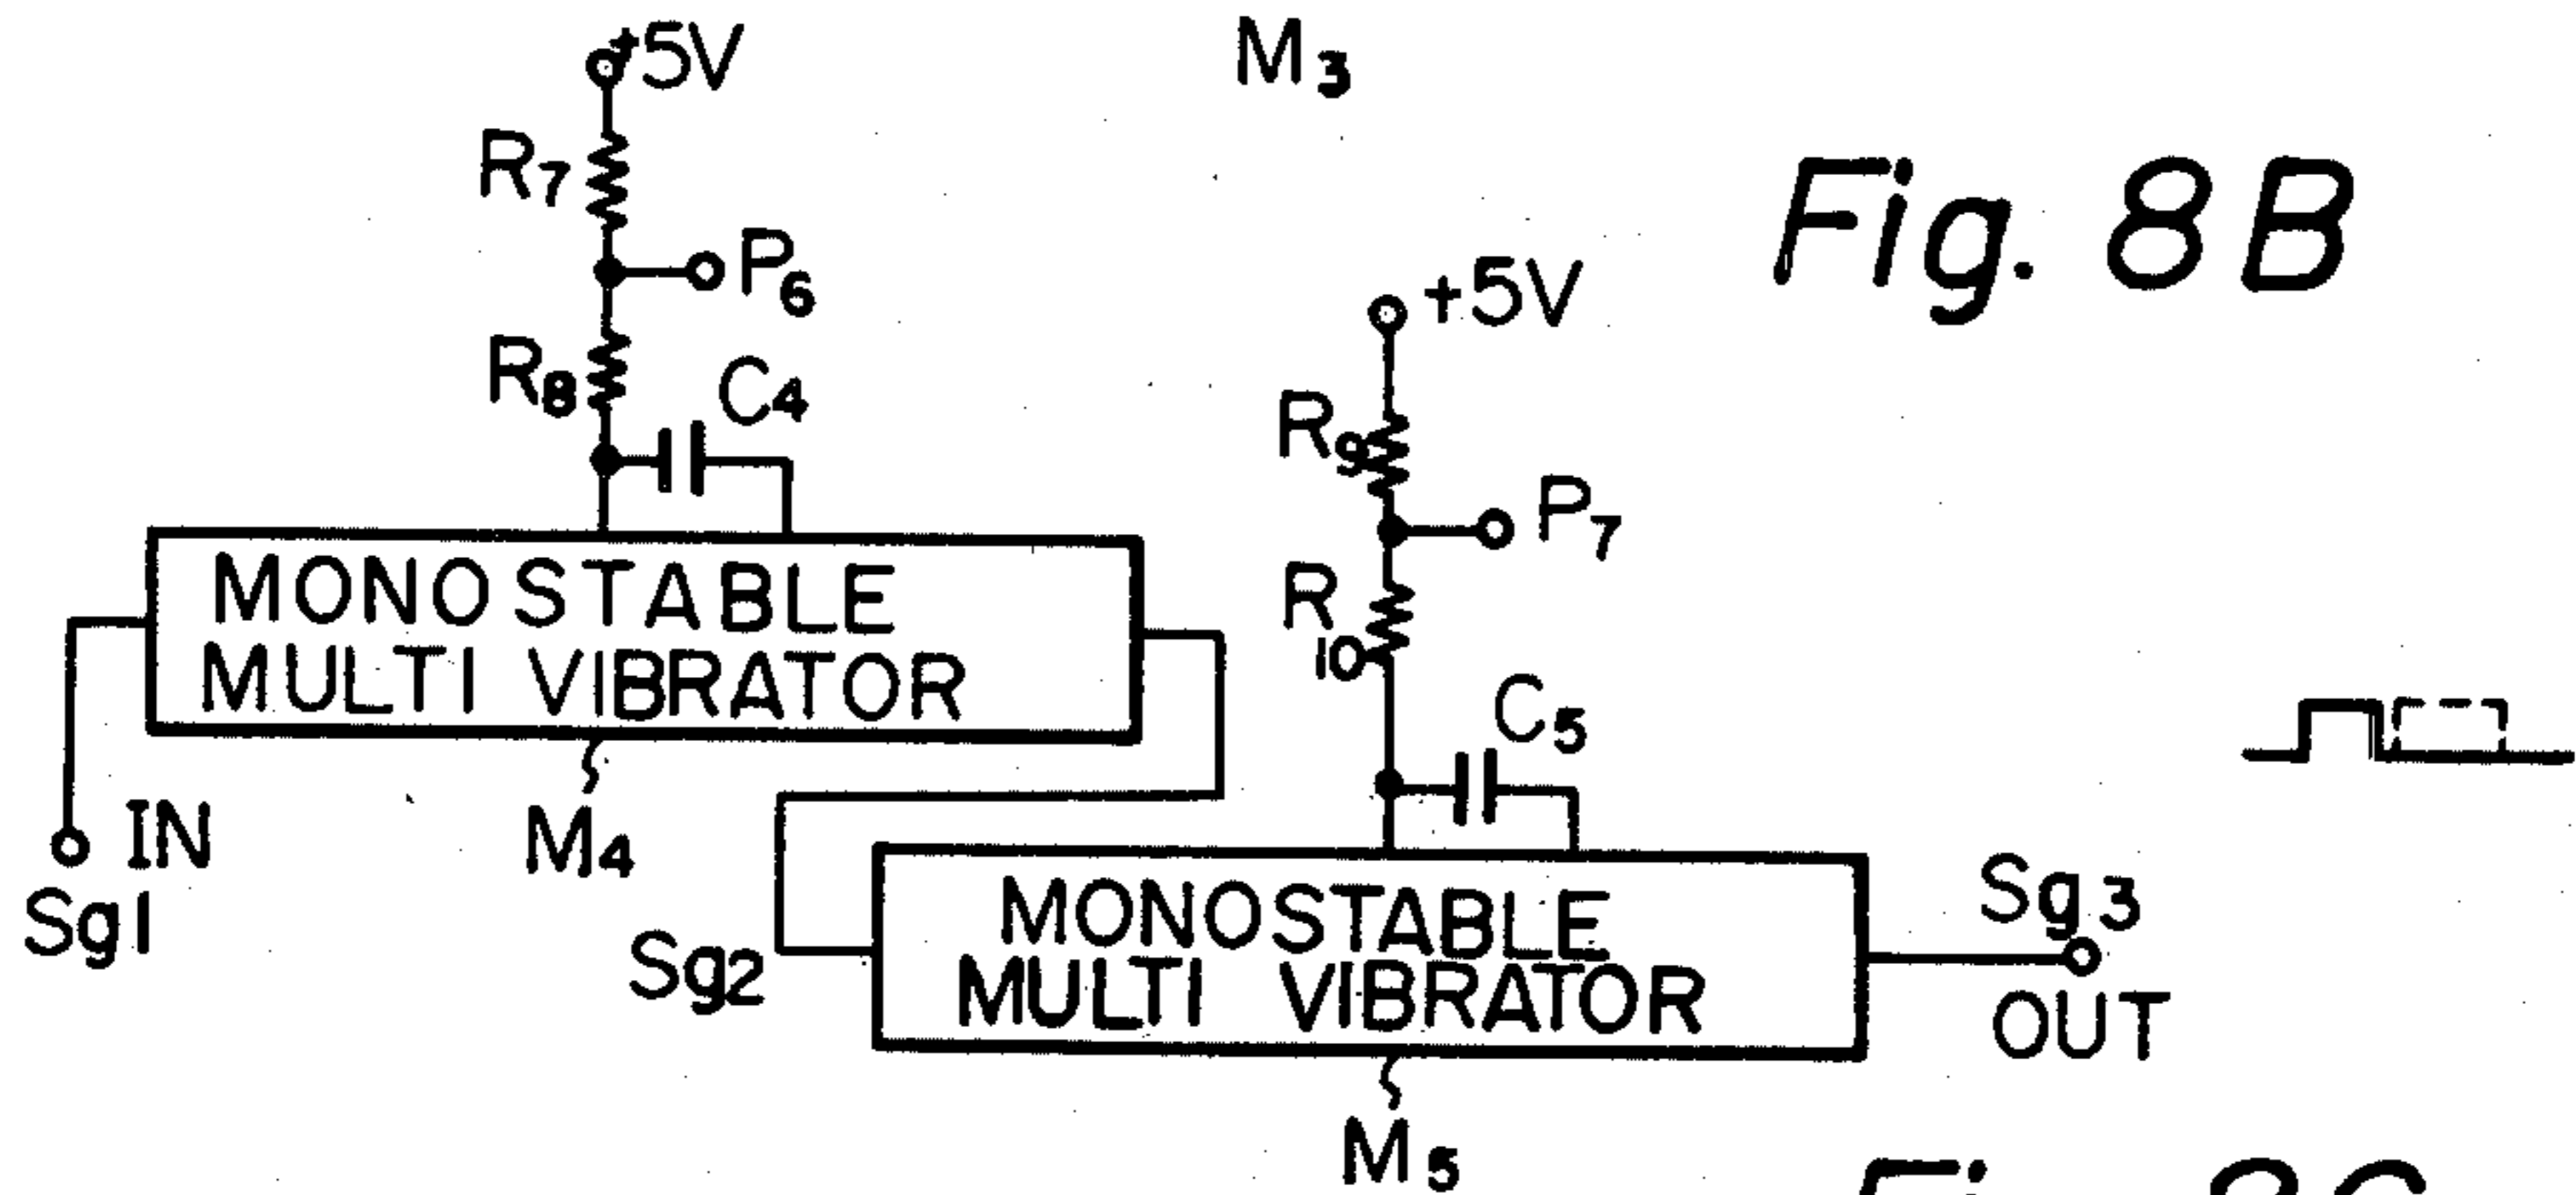 +5V
M3
R7
Fig. 8B
P6
+5V
R8
C4
R9
P7
MONOSTABLE
MULTI VIBRATOR
R10
C5
IN
M4
Sg1
Sg2
MONOSTABLE
MULTI VIBRATOR
Sg3
OUT
M5